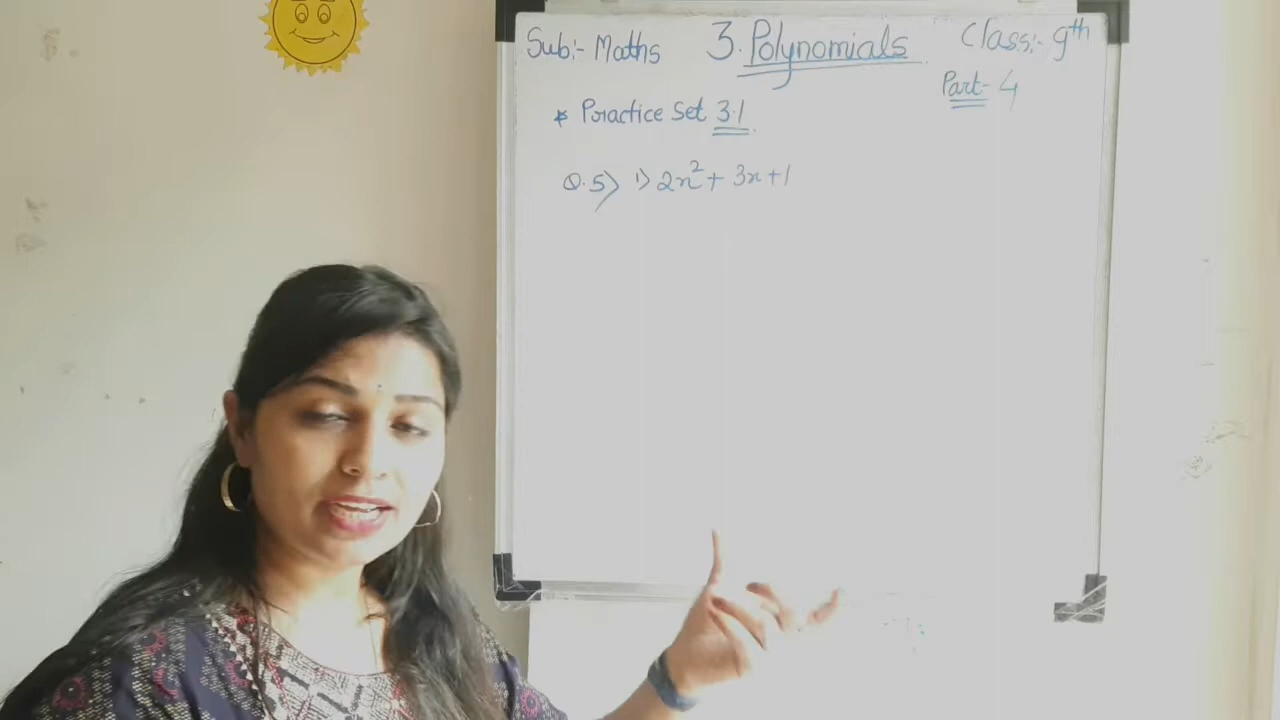 Sub:- Maths 3. Polynomials Class:- 9th
Part- 4
* Practice Set 3.1
Q.5) 1) 2x² + 3x + 1